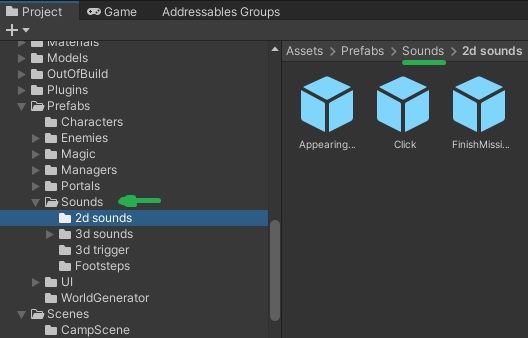 Project
Game
Addressables Groups
Materials
Models
OutOfBuild
Plugins
Prefabs
Characters
Enemies
Magic
Managers
Portals
Sounds
2d sounds
3d sounds
3d trigger
Footsteps
UI
WorldGenerator
Scenes
CampScene
Assets > Prefabs > Sounds > 2d sounds
Appearing...
Click
FinishMissi...